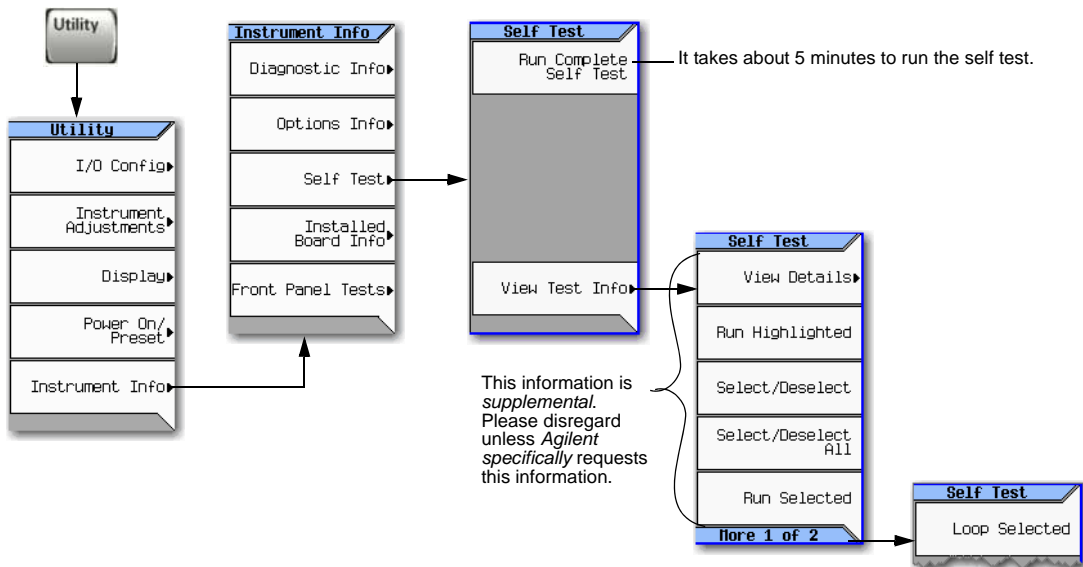 Utility
Utility
I/O Config
Instrument
Adjustments
Display
Power On/
Preset
Instrument Info
Instrument Info
Diagnostic Info
Options Info
Self Test
Installed
Board Info
Front Panel Tests
Self Test
Run Complete
Self Test
View Test Info
It takes about 5 minutes to run the self test.
This information is
supplemental.
Please disregard
unless Agilent
specifically requests
this information.
Self Test
View Details
Run Highlighted
Select/Deselect
Select/Deselect
All
Run Selected
More 1 of 2
Self Test
Loop Selected